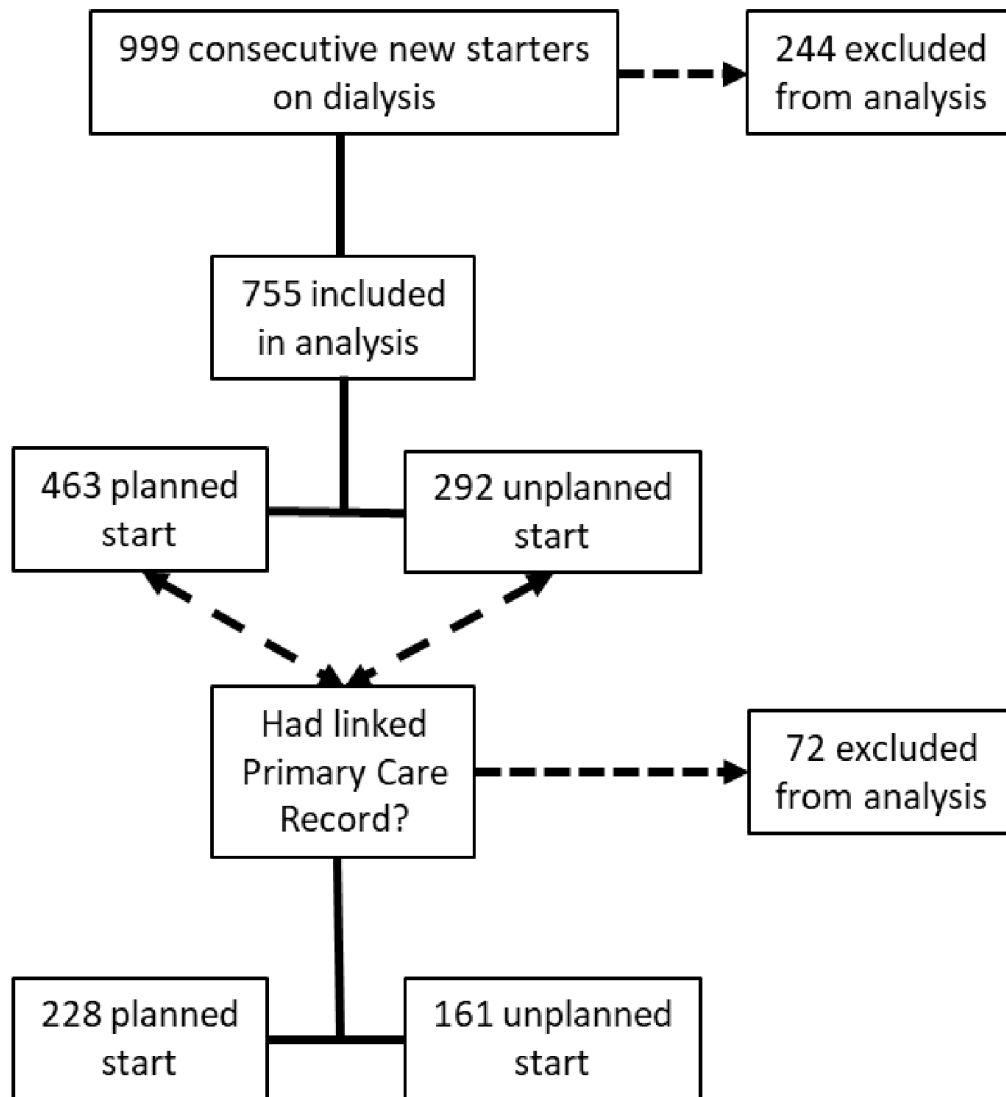 999 consecutive new starters
on dialysis
244 excluded
from analysis
755 included
in analysis
463 planned
start
292 unplanned
start
Had linked
Primary Care
Record?
72 excluded
from analysis
228 planned
start
161 unplanned
start